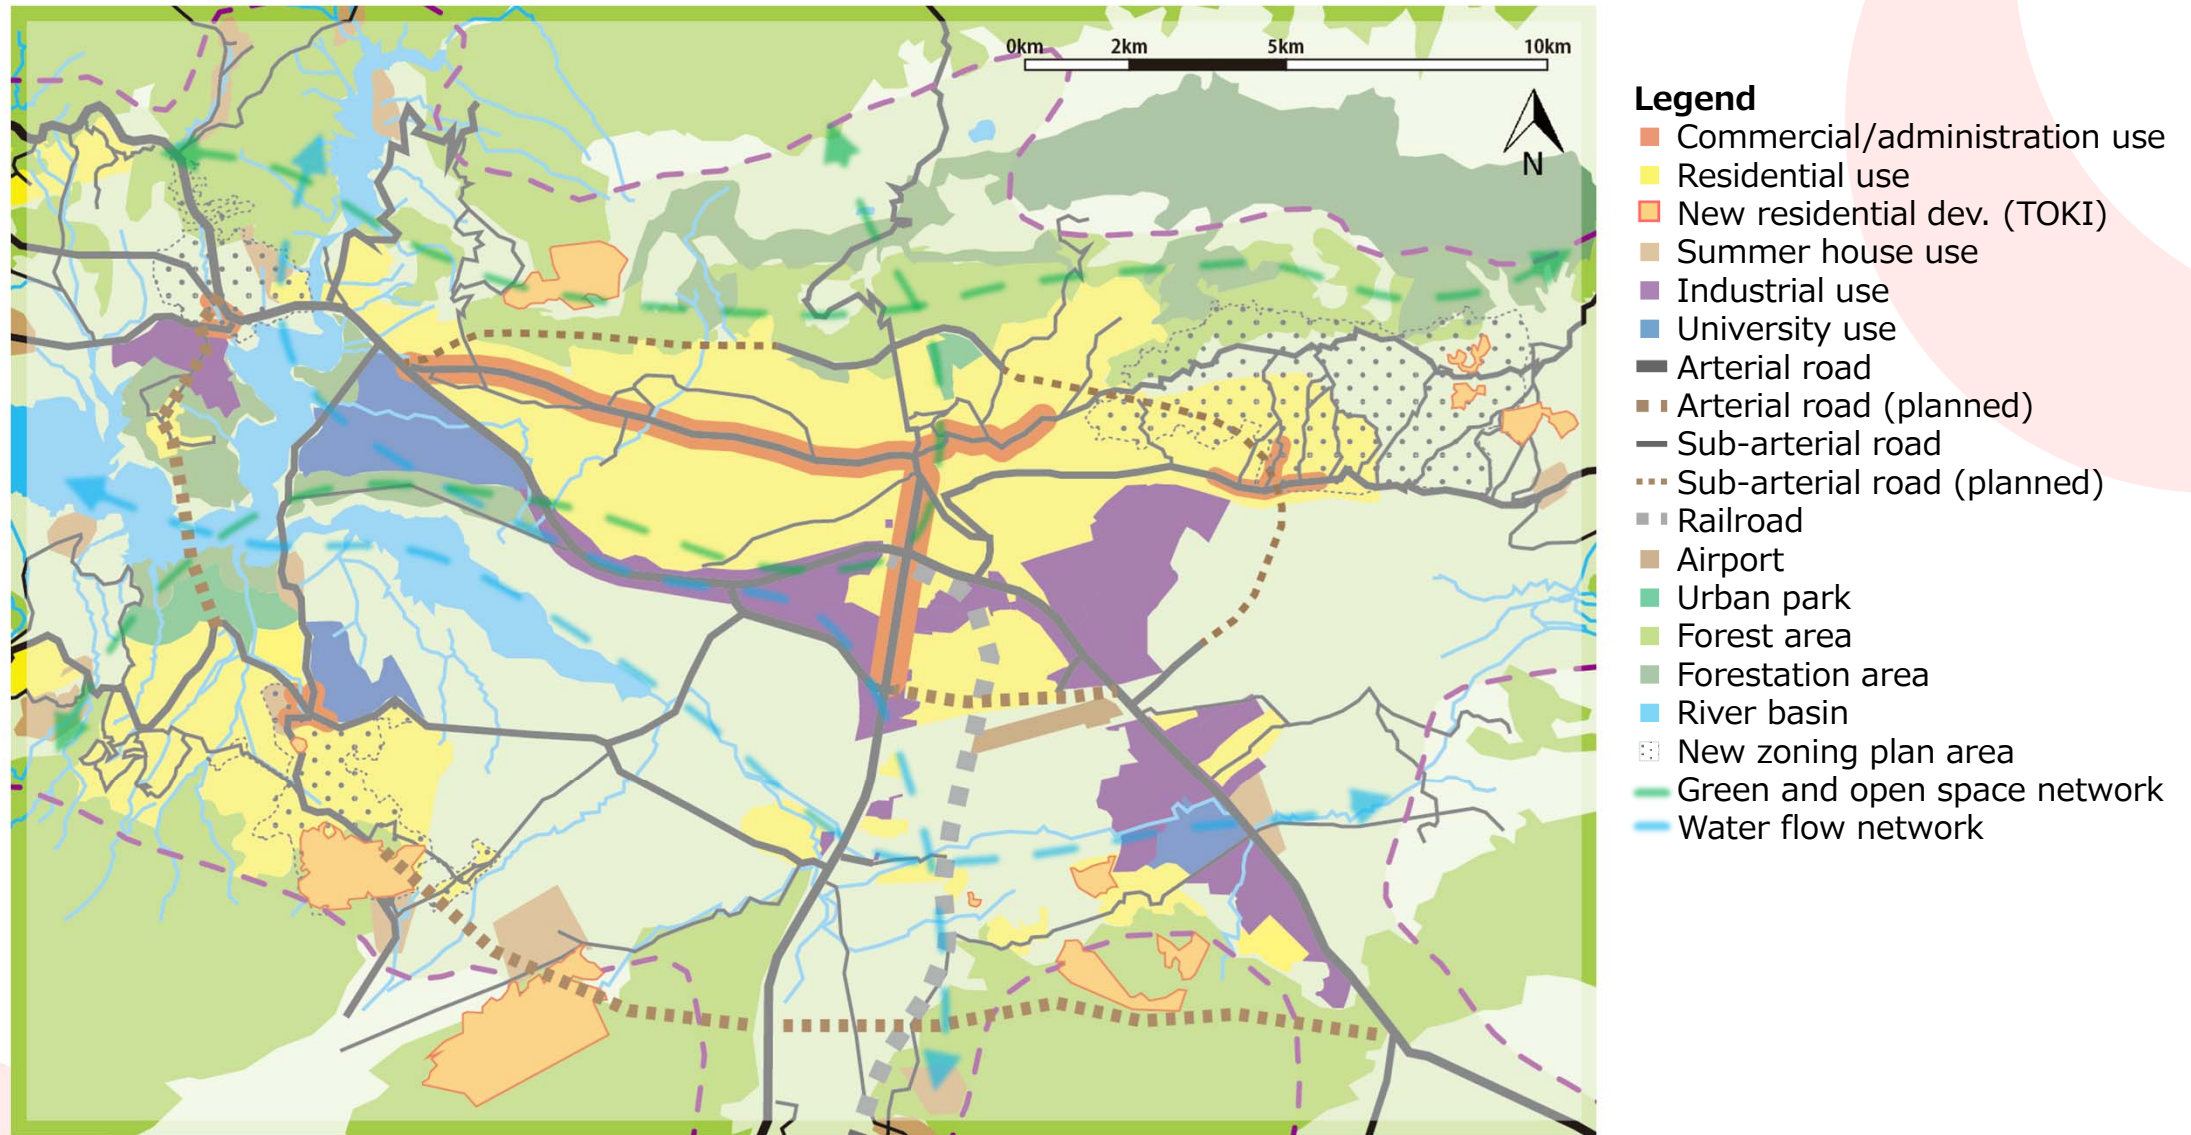 0km 2km 5km 10km
N
Legend
Commercial/administration use
Residential use
New residential dev. (TOKI)
Summer house use
Industrial use
University use
Arterial road
Arterial road (planned)
Sub-arterial road
Sub-arterial road (planned)
Railroad
Airport
Urban park
Forest area
Forestation area
River basin
New zoning plan area
Green and open space network
Water flow network